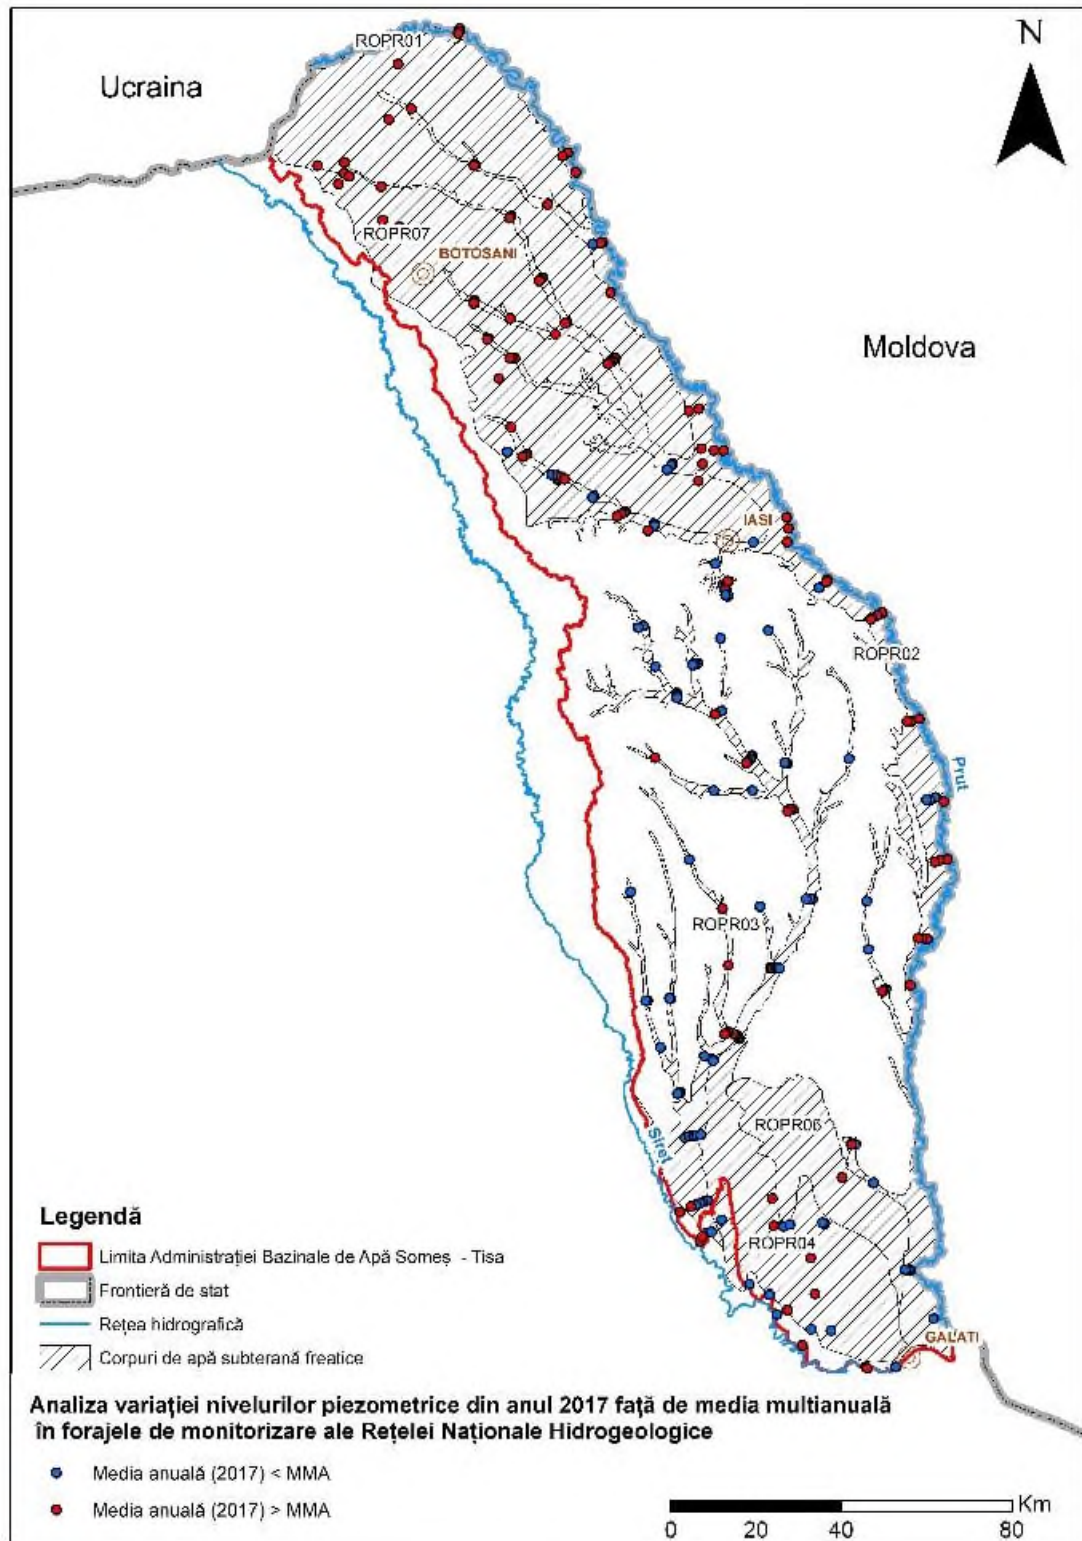 N
ROPR01
Ucraina
ROPR07
BOTOSANI
Moldova
IASI
ROPR02
Prut
ROPR03
ROPR06
Siret
ROPR04
GALATI
Legendă
Limita Administrației Bazinale de Apă Someș - Tisa
Frontieră de stat
Rețea hidrografică
Corpuri de apă subterană freatice
Analiza variației nivelurilor piezometrice din anul 2017 față de media multianuală
în forajele de monitorizare ale Rețelei Naționale Hidrogeologice
Media anuală (2017) < MMA
Media anuală (2017) > MMA
Km
0 20 40 80